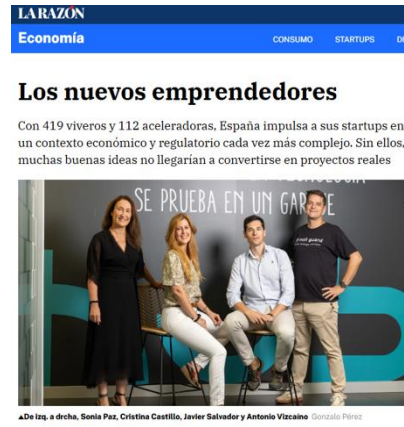 LA RAZÓN
Economía
CONSUMO
STARTUPS
Los nuevos emprendedores
Con 419 viveros y 112 aceleradoras, España impulsa a sus startups en
un contexto económico y regulatorio cada vez más complejo. Sin ellos,
muchas buenas ideas no llegarían a convertirse en proyectos reales
SE PRUEBA EN UN GARAJE
▲De izq. a drcha, Sonia Paz, Cristina Castillo, Javier Salvador y Antonio Vizcaíno Gonzalo Pérez